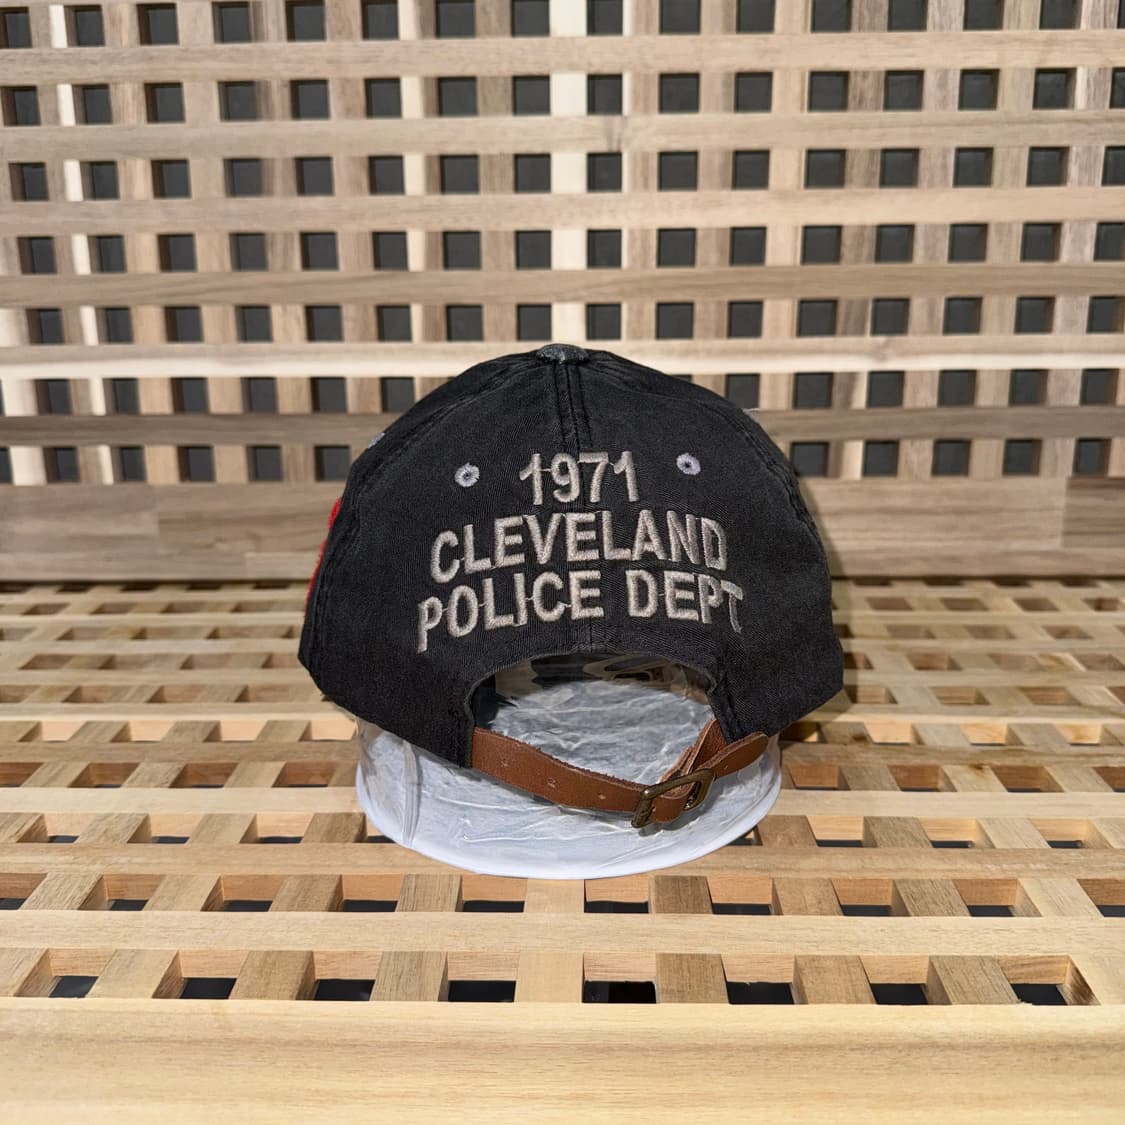 1971
CLEVELAND
POLICE DEPT